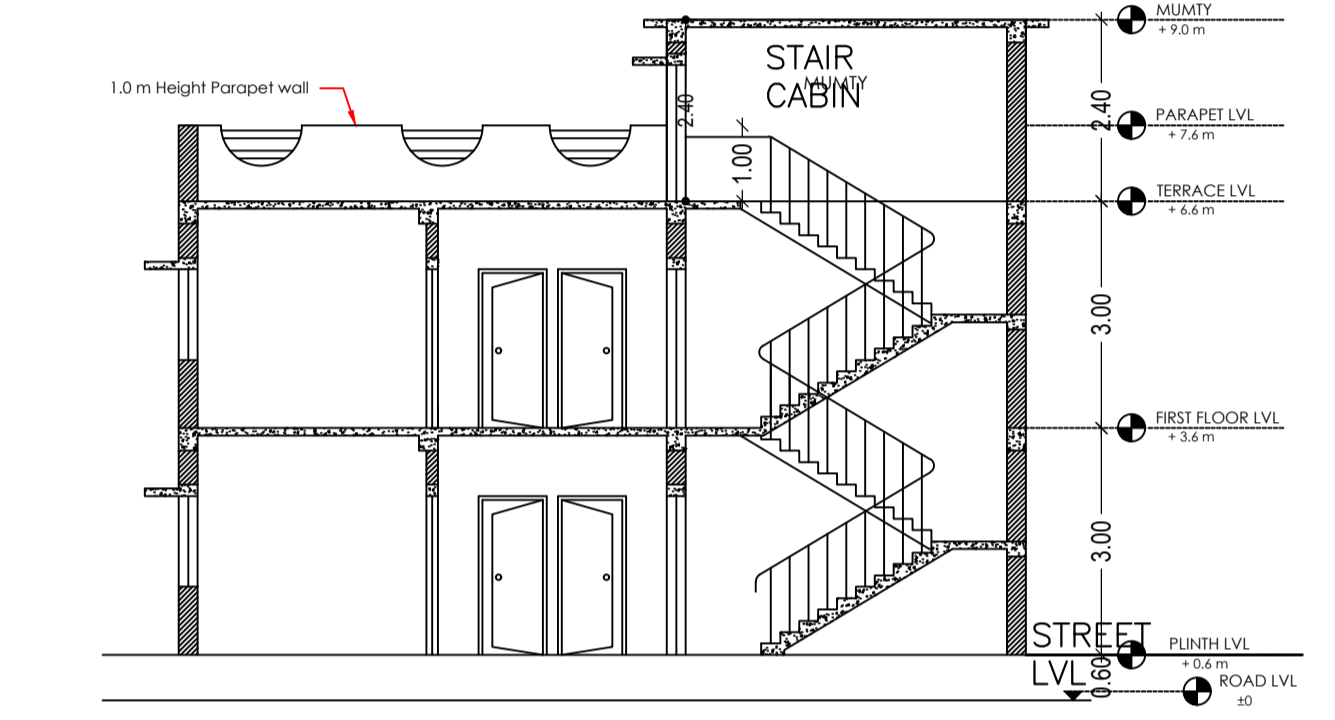 MUMTY
+ 9.0 m
STAIR
CABIN
MUMTY
1.0 m Height Parapet wall
2.40
2.40
PARAPET LVL
+ 7.6 m
1.00
TERRACE LVL
+ 6.6 m
3.00
FIRST FLOOR LVL
+ 3.6 m
3.00
STREET
LVL
PLINTH LVL
+ 0.6 m
0.60
ROAD LVL
±0